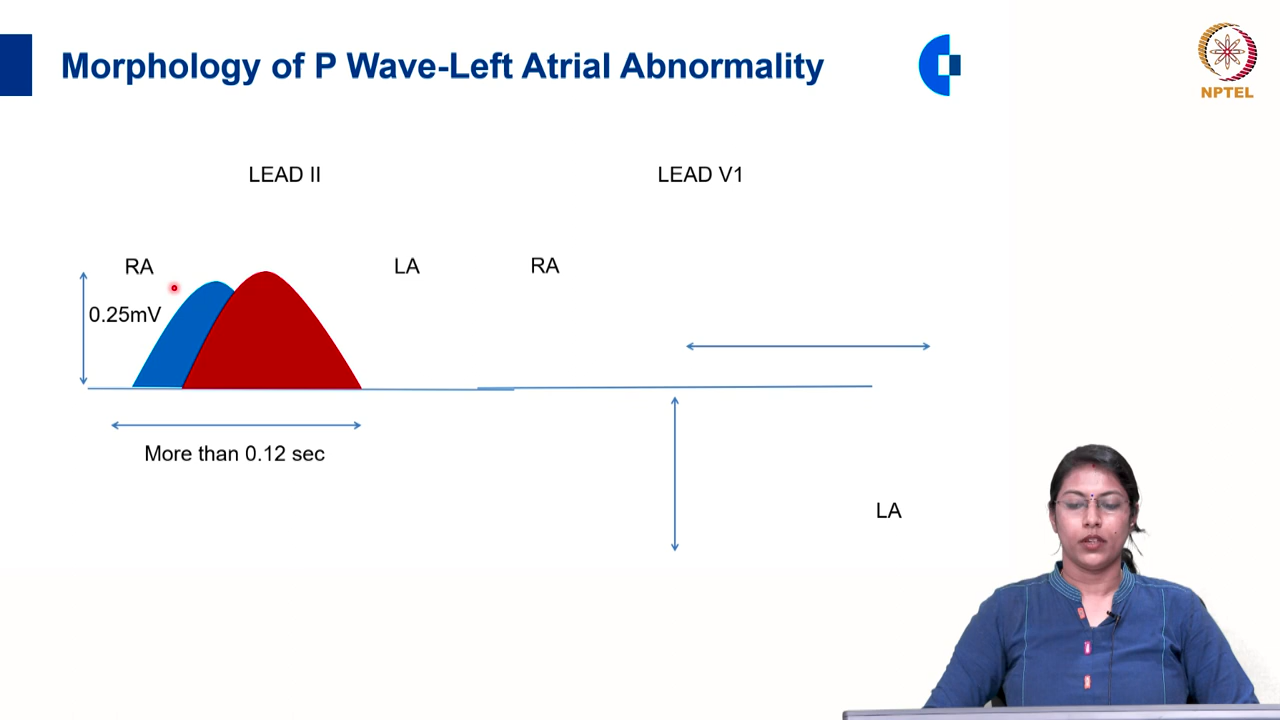 Morphology of P Wave-Left Atrial Abnormality
NPTEL
LEAD II
LEAD V1
RA
LA
RA
0.25mV
More than 0.12 sec
LA